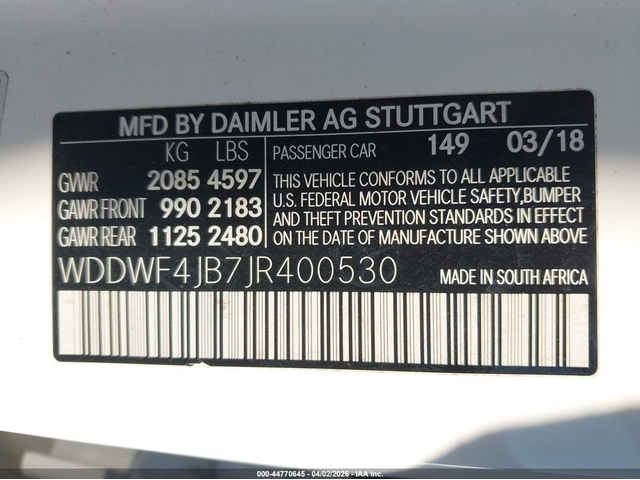 MFD BY DAIMLER AG STUTTGART
KG LBS
GVWR 2085 4597
GAWR FRONT 990 2183
GAWR REAR 1125 2480
PASSENGER CAR 149 03/18
THIS VEHICLE CONFORMS TO ALL APPLICABLE
U.S. FEDERAL MOTOR VEHICLE SAFETY,BUMPER
AND THEFT PREVENTION STANDARDS IN EFFECT
ON THE DATE OF MANUFACTURE SHOWN ABOVE
WDDWF4JB7JR400530
MADE IN SOUTH AFRICA
000-44770645 - 04/02/2026 - IAA Inc.